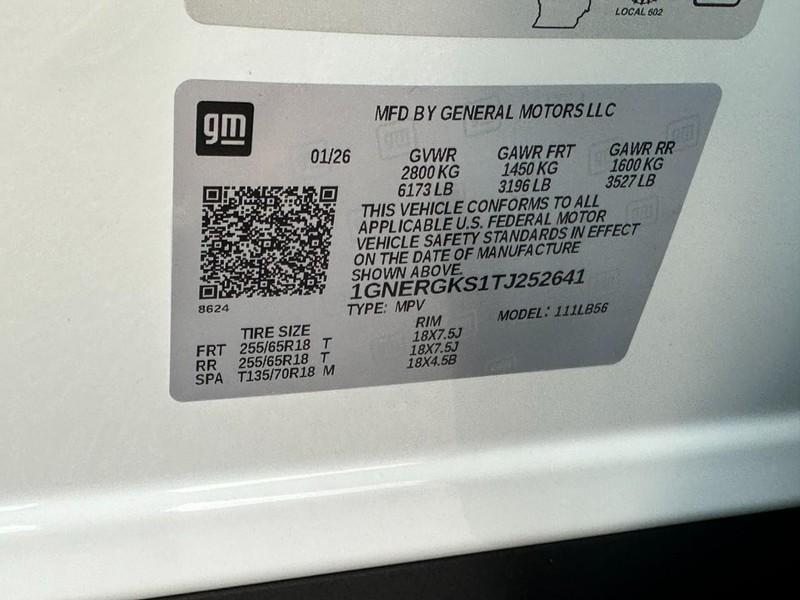 LOCAL 602
gm
MFD BY GENERAL MOTORS LLC
01/26 GVWR GAWR FRT GAWR RR
2800 KG 1450 KG 1600 KG
6173 LB 3196 LB 3527 LB
THIS VEHICLE CONFORMS TO ALL
APPLICABLE U.S. FEDERAL MOTOR
VEHICLE SAFETY STANDARDS IN EFFECT
ON THE DATE OF MANUFACTURE
SHOWN ABOVE.
1GNERGKS1TJ252641
8624
TYPE: MPV MODEL: 111LB56
TIRE SIZE RIM
FRT 255/65R18 T 18X7.5J
RR 255/65R18 T 18X7.5J
SPA T135/70R18 M 18X4.5B